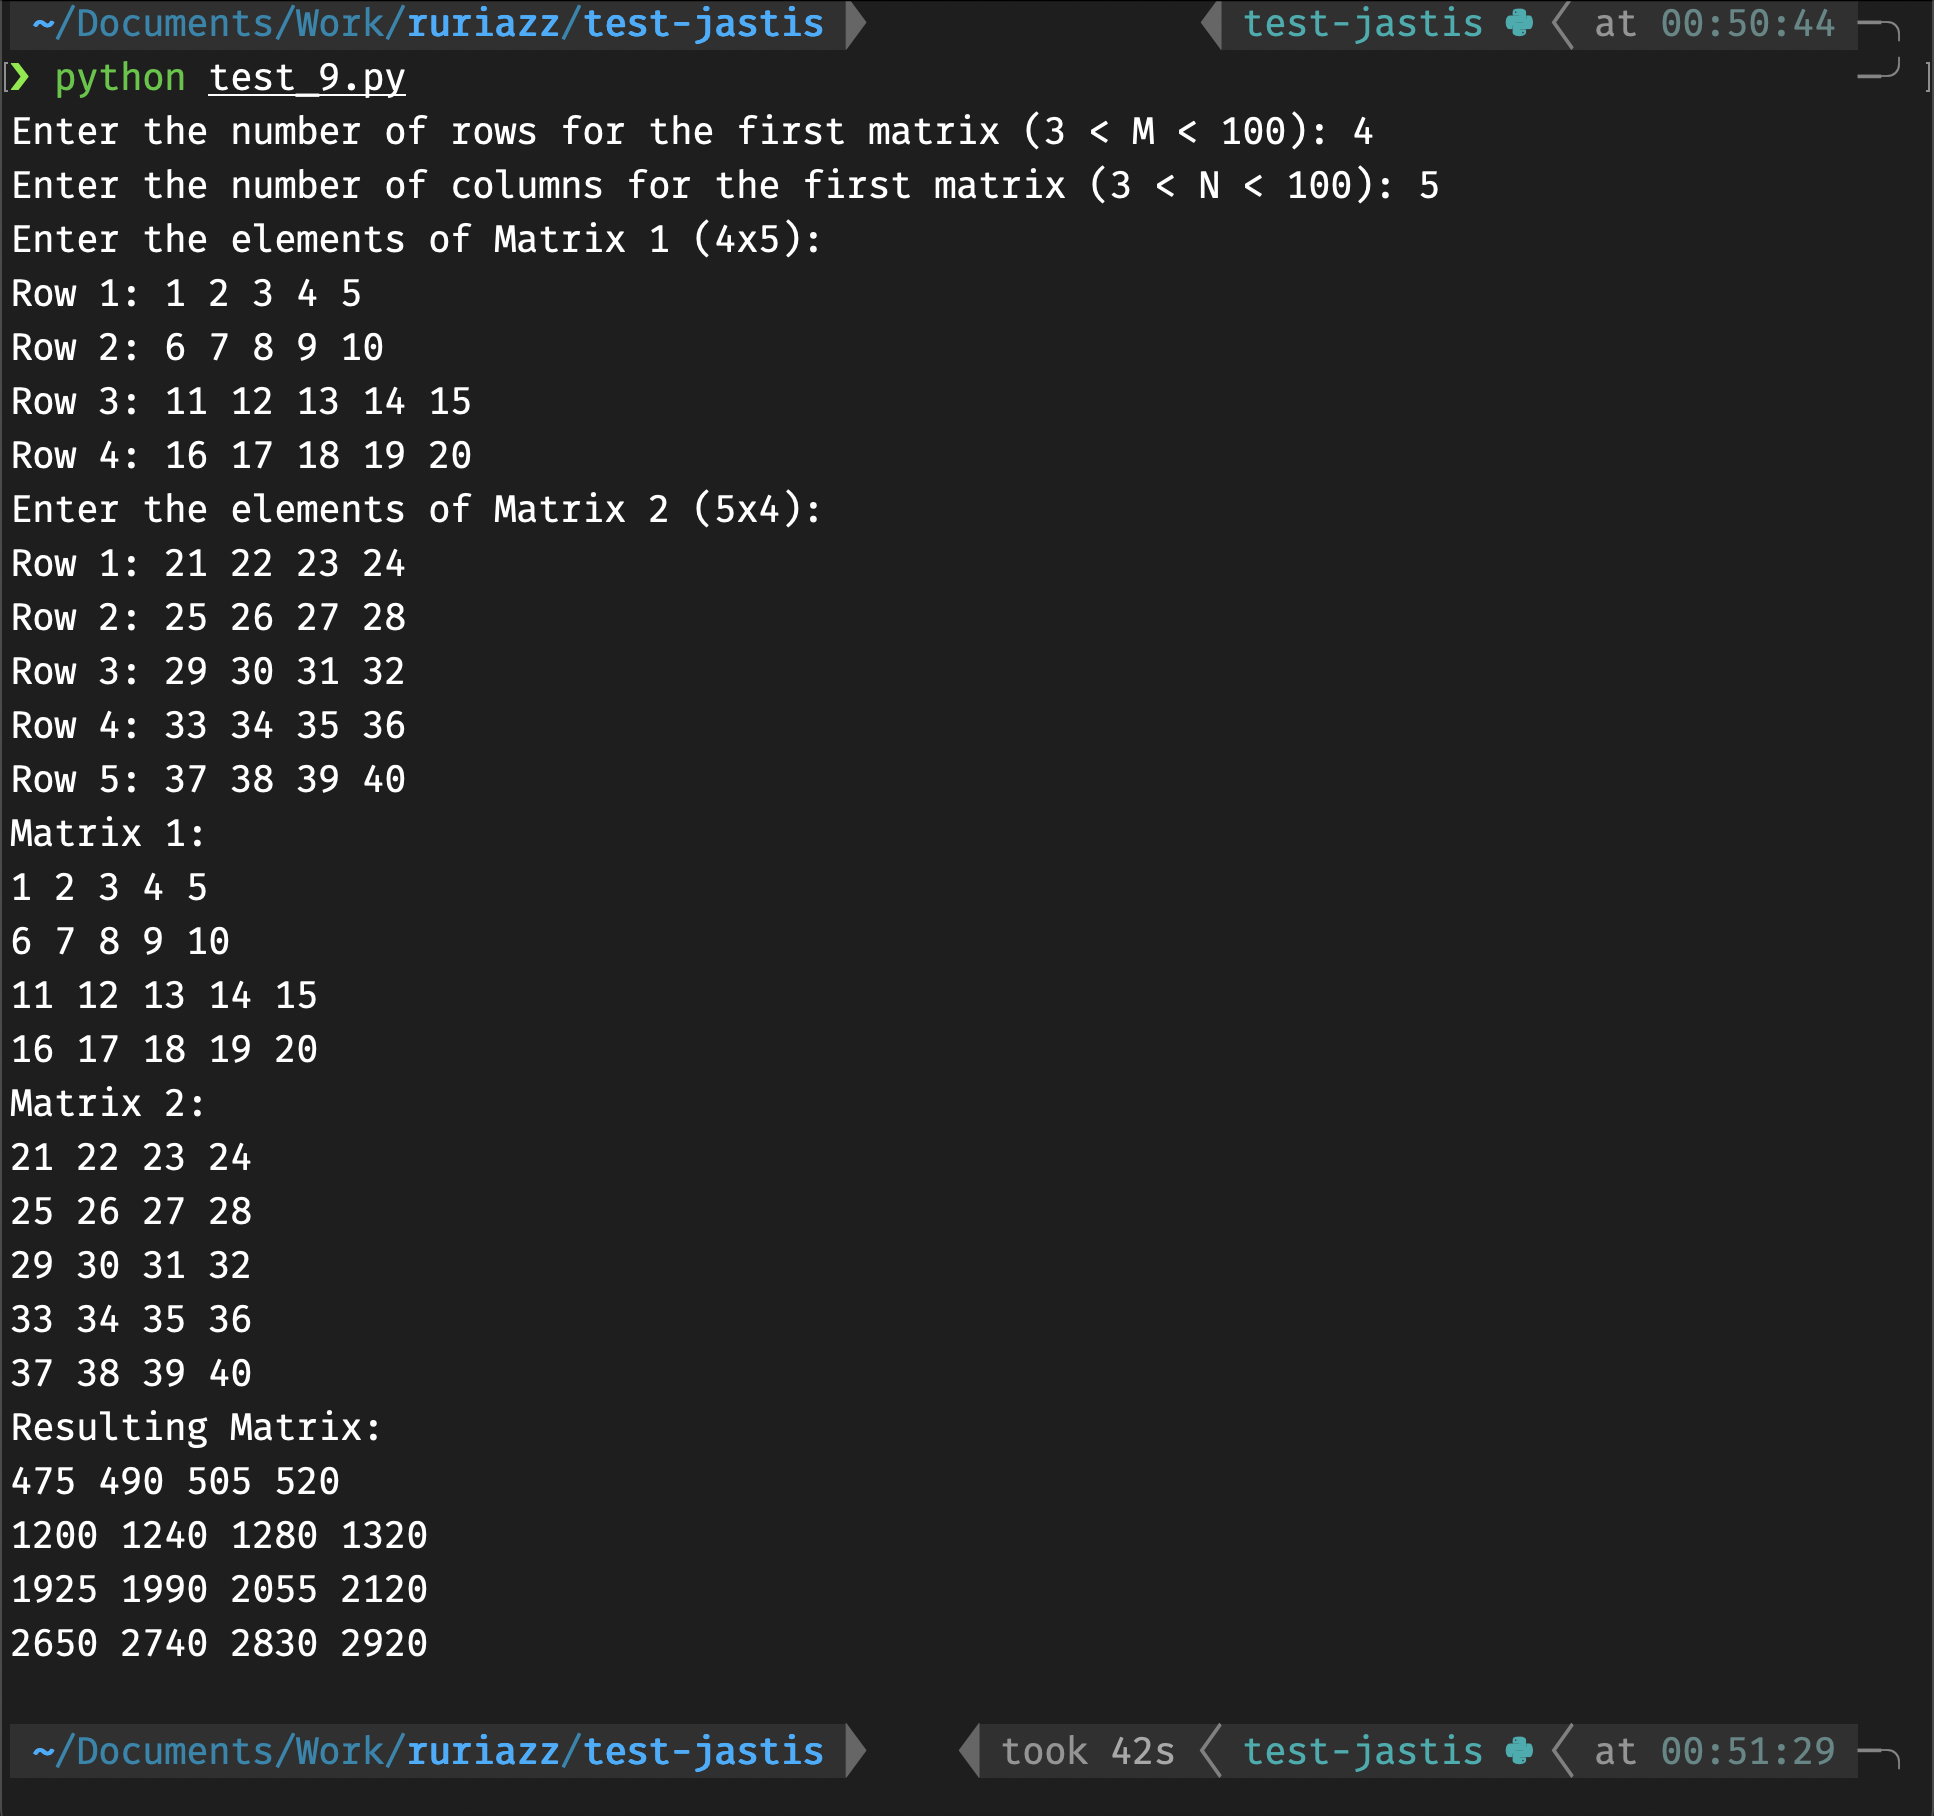 ~/Documents/Work/ruriazz/test-jastis test-jastis at 00:50:44
[❯ python test_9.py ]
Enter the number of rows for the first matrix (3 < M < 100): 4
Enter the number of columns for the first matrix (3 < N < 100): 5
Enter the elements of Matrix 1 (4x5):
Row 1: 1 2 3 4 5
Row 2: 6 7 8 9 10
Row 3: 11 12 13 14 15
Row 4: 16 17 18 19 20
Enter the elements of Matrix 2 (5x4):
Row 1: 21 22 23 24
Row 2: 25 26 27 28
Row 3: 29 30 31 32
Row 4: 33 34 35 36
Row 5: 37 38 39 40
Matrix 1:
1 2 3 4 5
6 7 8 9 10
11 12 13 14 15
16 17 18 19 20
Matrix 2:
21 22 23 24
25 26 27 28
29 30 31 32
33 34 35 36
37 38 39 40
Resulting Matrix:
475 490 505 520
1200 1240 1280 1320
1925 1990 2055 2120
2650 2740 2830 2920
~/Documents/Work/ruriazz/test-jastis took 42s test-jastis at 00:51:29